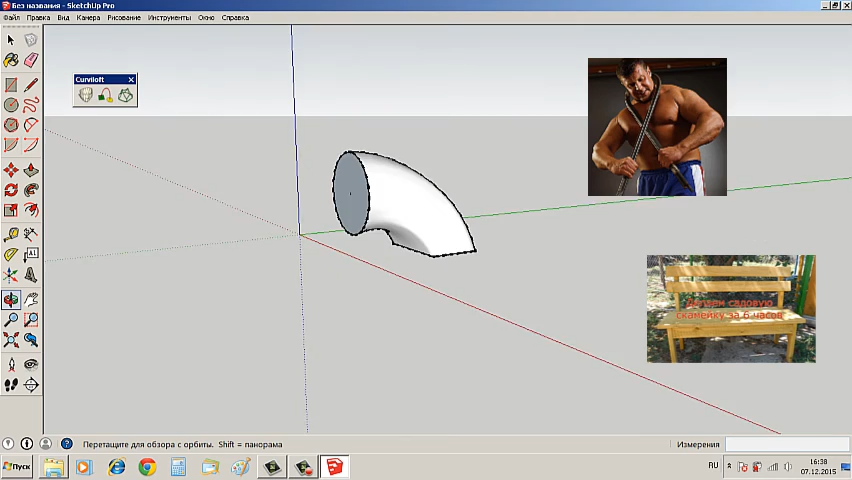 Без названия - SketchUp Pro
Файл Правка Вид Камера Рисование Инструменты Окно Справка
Curviloft
Делаем садовую
скамейку за 6 часов
Перетащите для обзора с орбиты. Shift = панорама
Измерения
Пуск
RU
16:38
07.12.2015